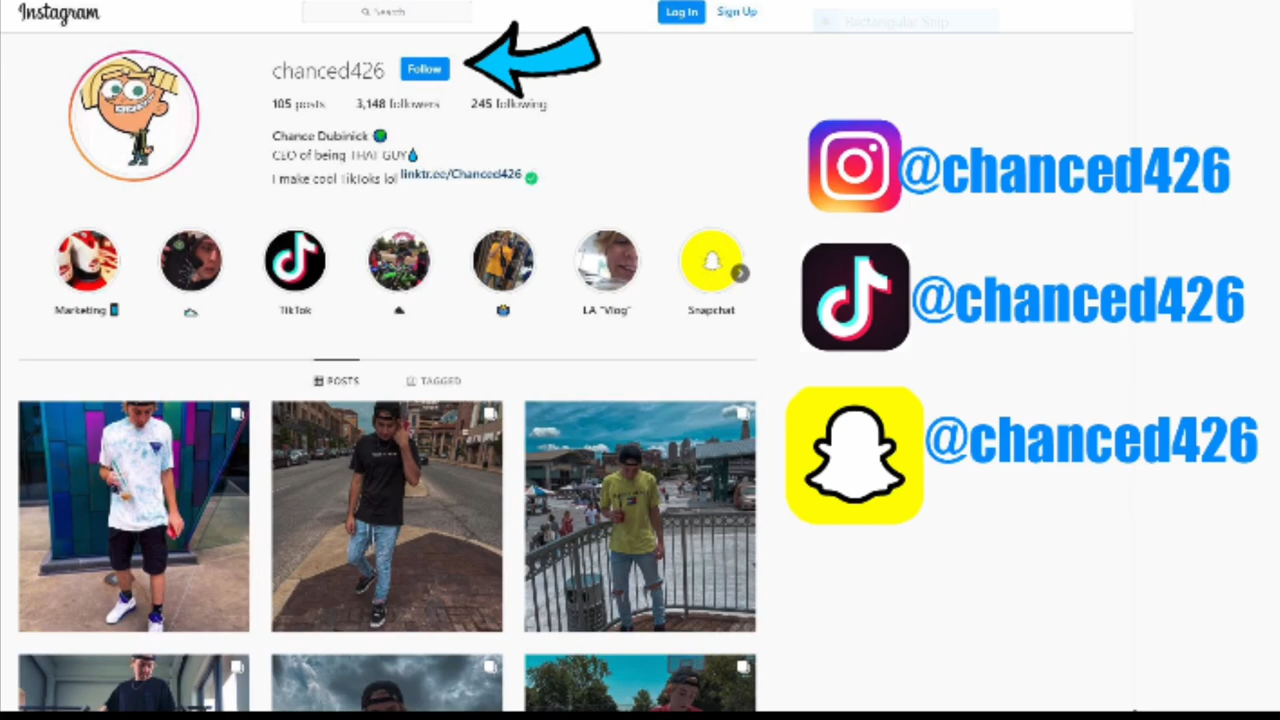 Instagram
Search
Log In Sign Up
Rectangular Snip
chanced426 Follow
105 posts 3,148 followers 245 following
Chance Dubinick
CEO of being THAT GUY
I make cool TikToks lol linktr.ee/Chanced426
Marketing
TikTok
LA "Vlog"
Snapchat
POSTS TAGGED
@chanced426
@chanced426
@chanced426